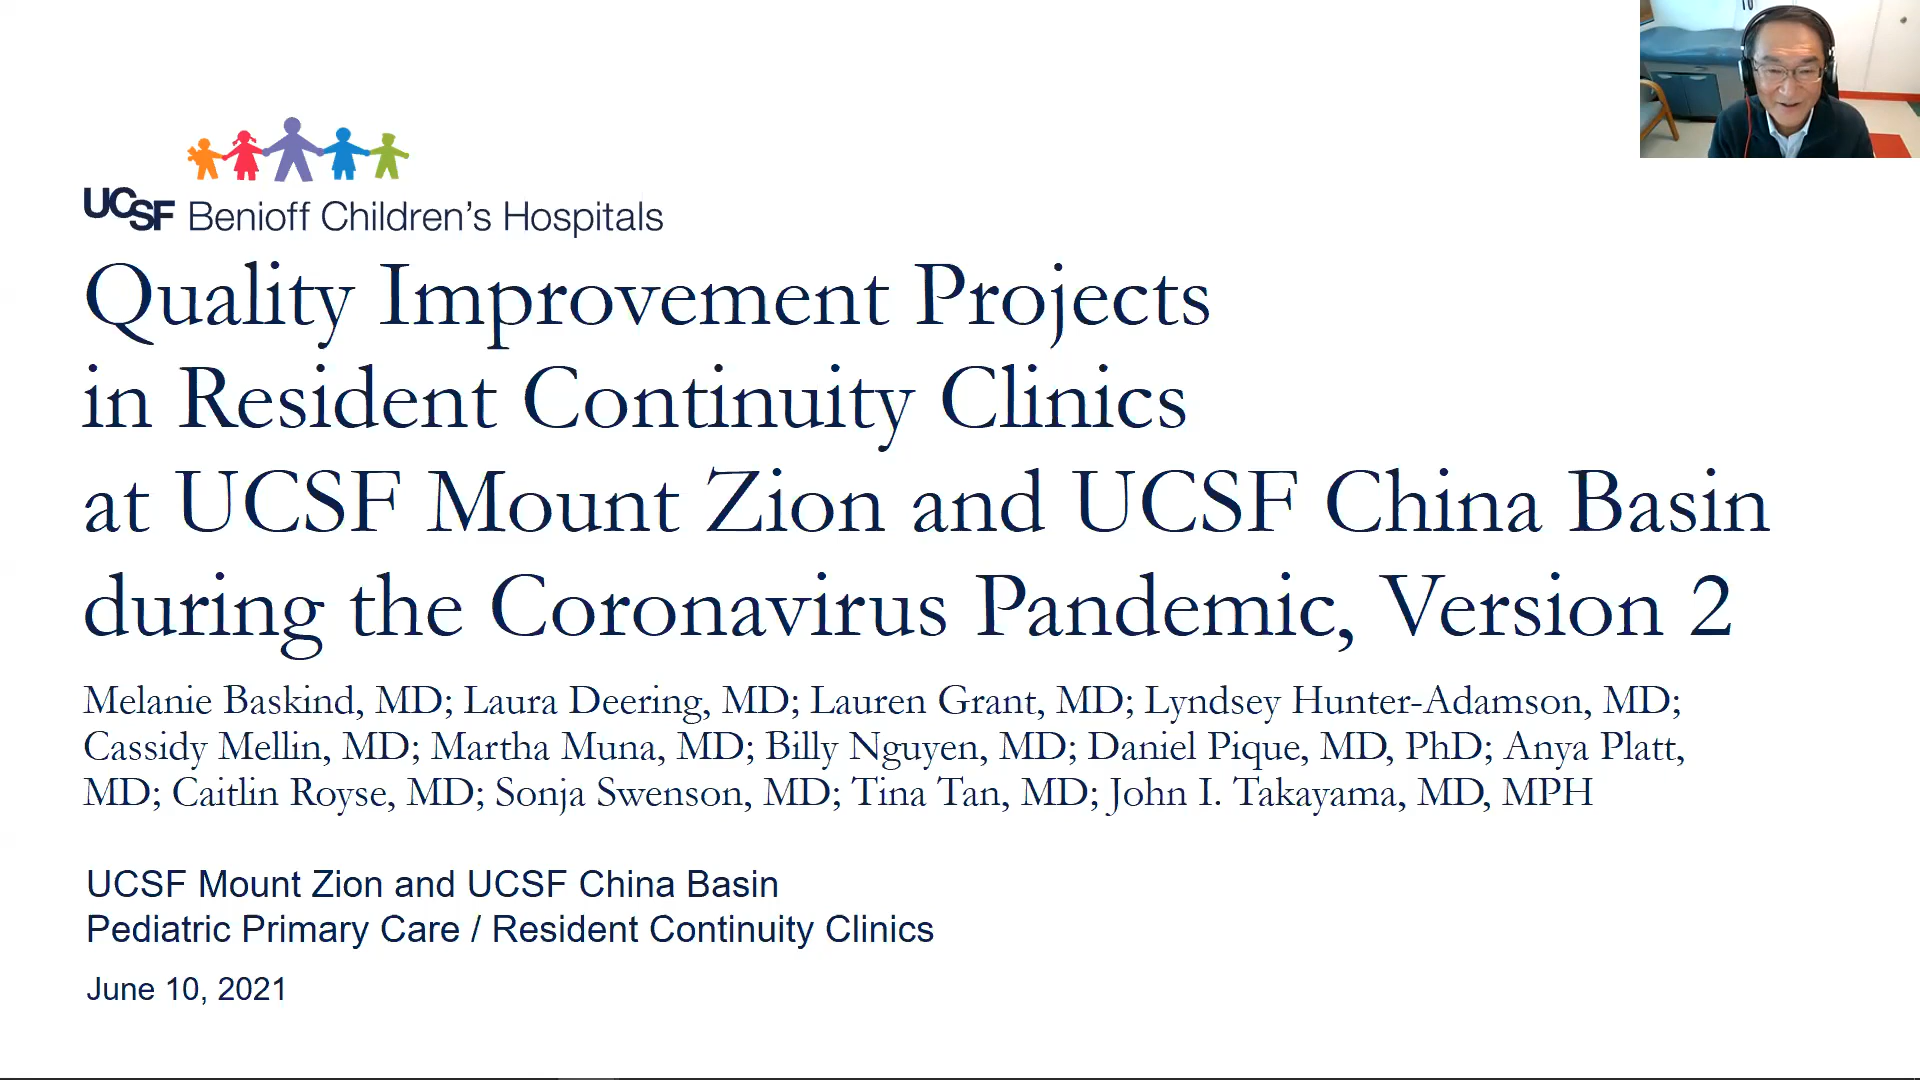 UCSF Benioff Children's Hospitals
Quality Improvement Projects
in Resident Continuity Clinics
at UCSF Mount Zion and UCSF China Basin
during the Coronavirus Pandemic, Version 2
Melanie Baskind, MD; Laura Deering, MD; Lauren Grant, MD; Lyndsey Hunter-Adamson, MD;
Cassidy Mellin, MD; Martha Muna, MD; Billy Nguyen, MD; Daniel Pique, MD, PhD; Anya Platt,
MD; Caitlin Royse, MD; Sonja Swenson, MD; Tina Tan, MD; John I. Takayama, MD, MPH
UCSF Mount Zion and UCSF China Basin
Pediatric Primary Care / Resident Continuity Clinics
June 10, 2021